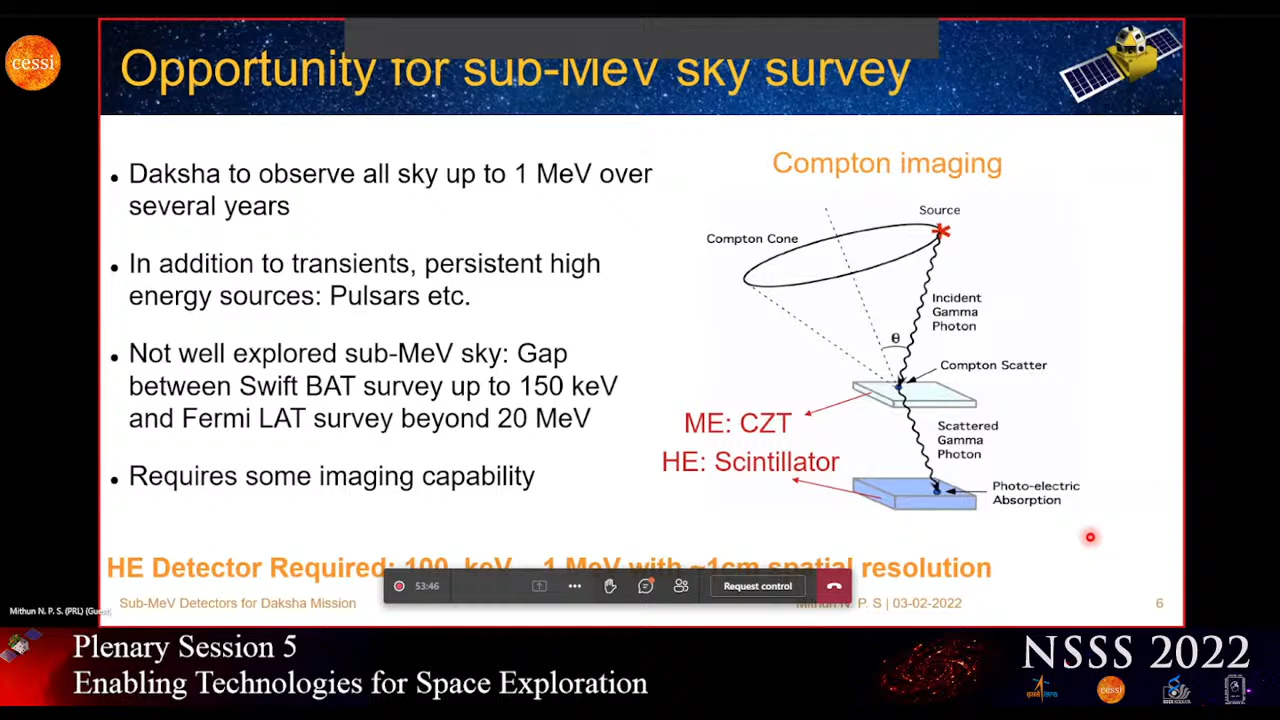 cessi
Opportunity for sub-MeV sky survey
• Daksha to observe all sky up to 1 MeV over
several years
• In addition to transients, persistent high
energy sources: Pulsars etc.
• Not well explored sub-MeV sky: Gap
between Swift BAT survey up to 150 keV
and Fermi LAT survey beyond 20 MeV
• Requires some imaging capability
Compton imaging
Source
Compton Cone
Incident
Gamma
Photon
θ
Compton Scatter
ME: CZT
Scattered
Gamma
Photon
HE: Scintillator
Photo-electric
Absorption
HE Detector Required: 100 keV - 1 MeV with ~1cm spatial resolution
53:46
Request control
Mithun N. P. S. (PRL) (Guest)
Sub-MeV Detectors for Daksha Mission
Mithun N. P. S | 03-02-2022
6
Plenary Session 5
Enabling Technologies for Space Exploration
NSSS 2022
cessi